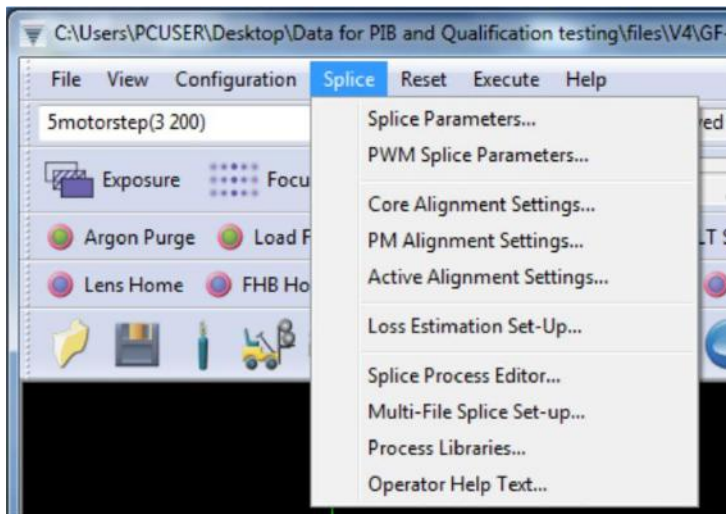 C:\Users\PCUSER\Desktop\Data for PIB and Qualification testing\files\V4\GF-
File View Configuration Splice Reset Execute Help
5motorstep(3 200)
Splice Parameters...
PWM Splice Parameters...
Exposure
Core Alignment Settings...
PM Alignment Settings...
Argon Purge
Active Alignment Settings...
Lens Home
Loss Estimation Set-Up...
Splice Process Editor...
Multi-File Splice Set-up...
Process Libraries...
Operator Help Text...